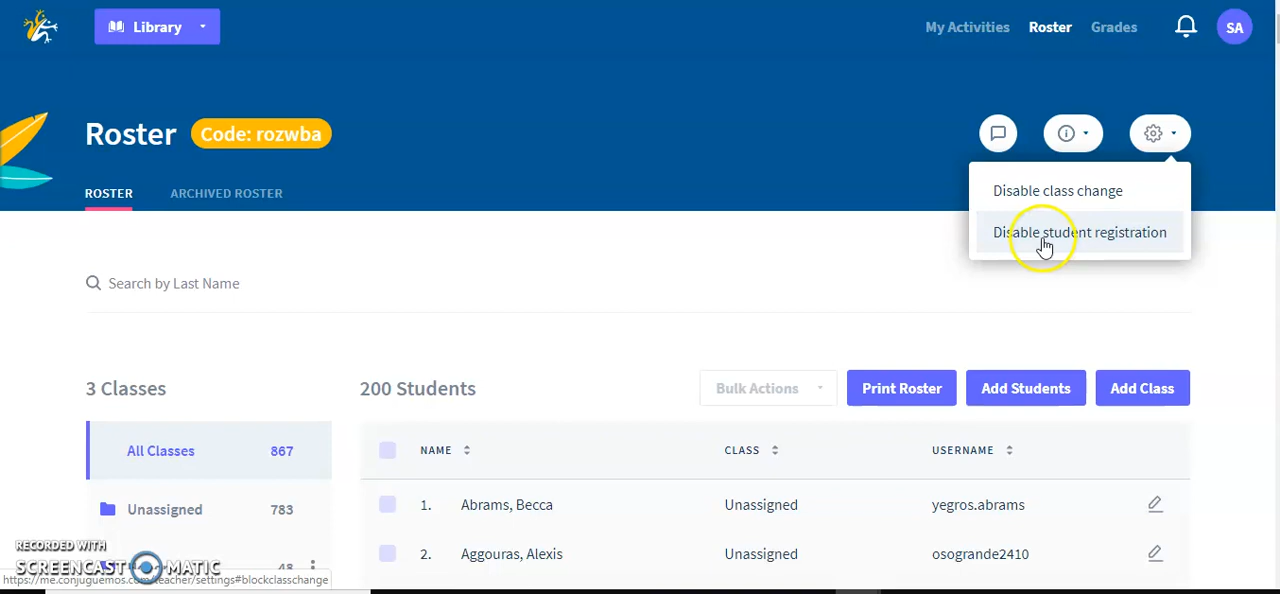 Library
My Activities
Roster
Grades
SA
Roster
Code: rozwba
ROSTER
ARCHIVED ROSTER
Disable class change
Disable student registration
Search by Last Name
3 Classes
200 Students
Bulk Actions
Print Roster
Add Students
Add Class
All Classes 867
NAME CLASS USERNAME
1. Abrams, Becca Unassigned yegros.abrams
Unassigned 783
2. Aggouras, Alexis Unassigned osogrande2410
RECORDED WITH
SCREENCAST MATIC
48
https://me.conjuguemos.com/teacher/settings#blockclasschange